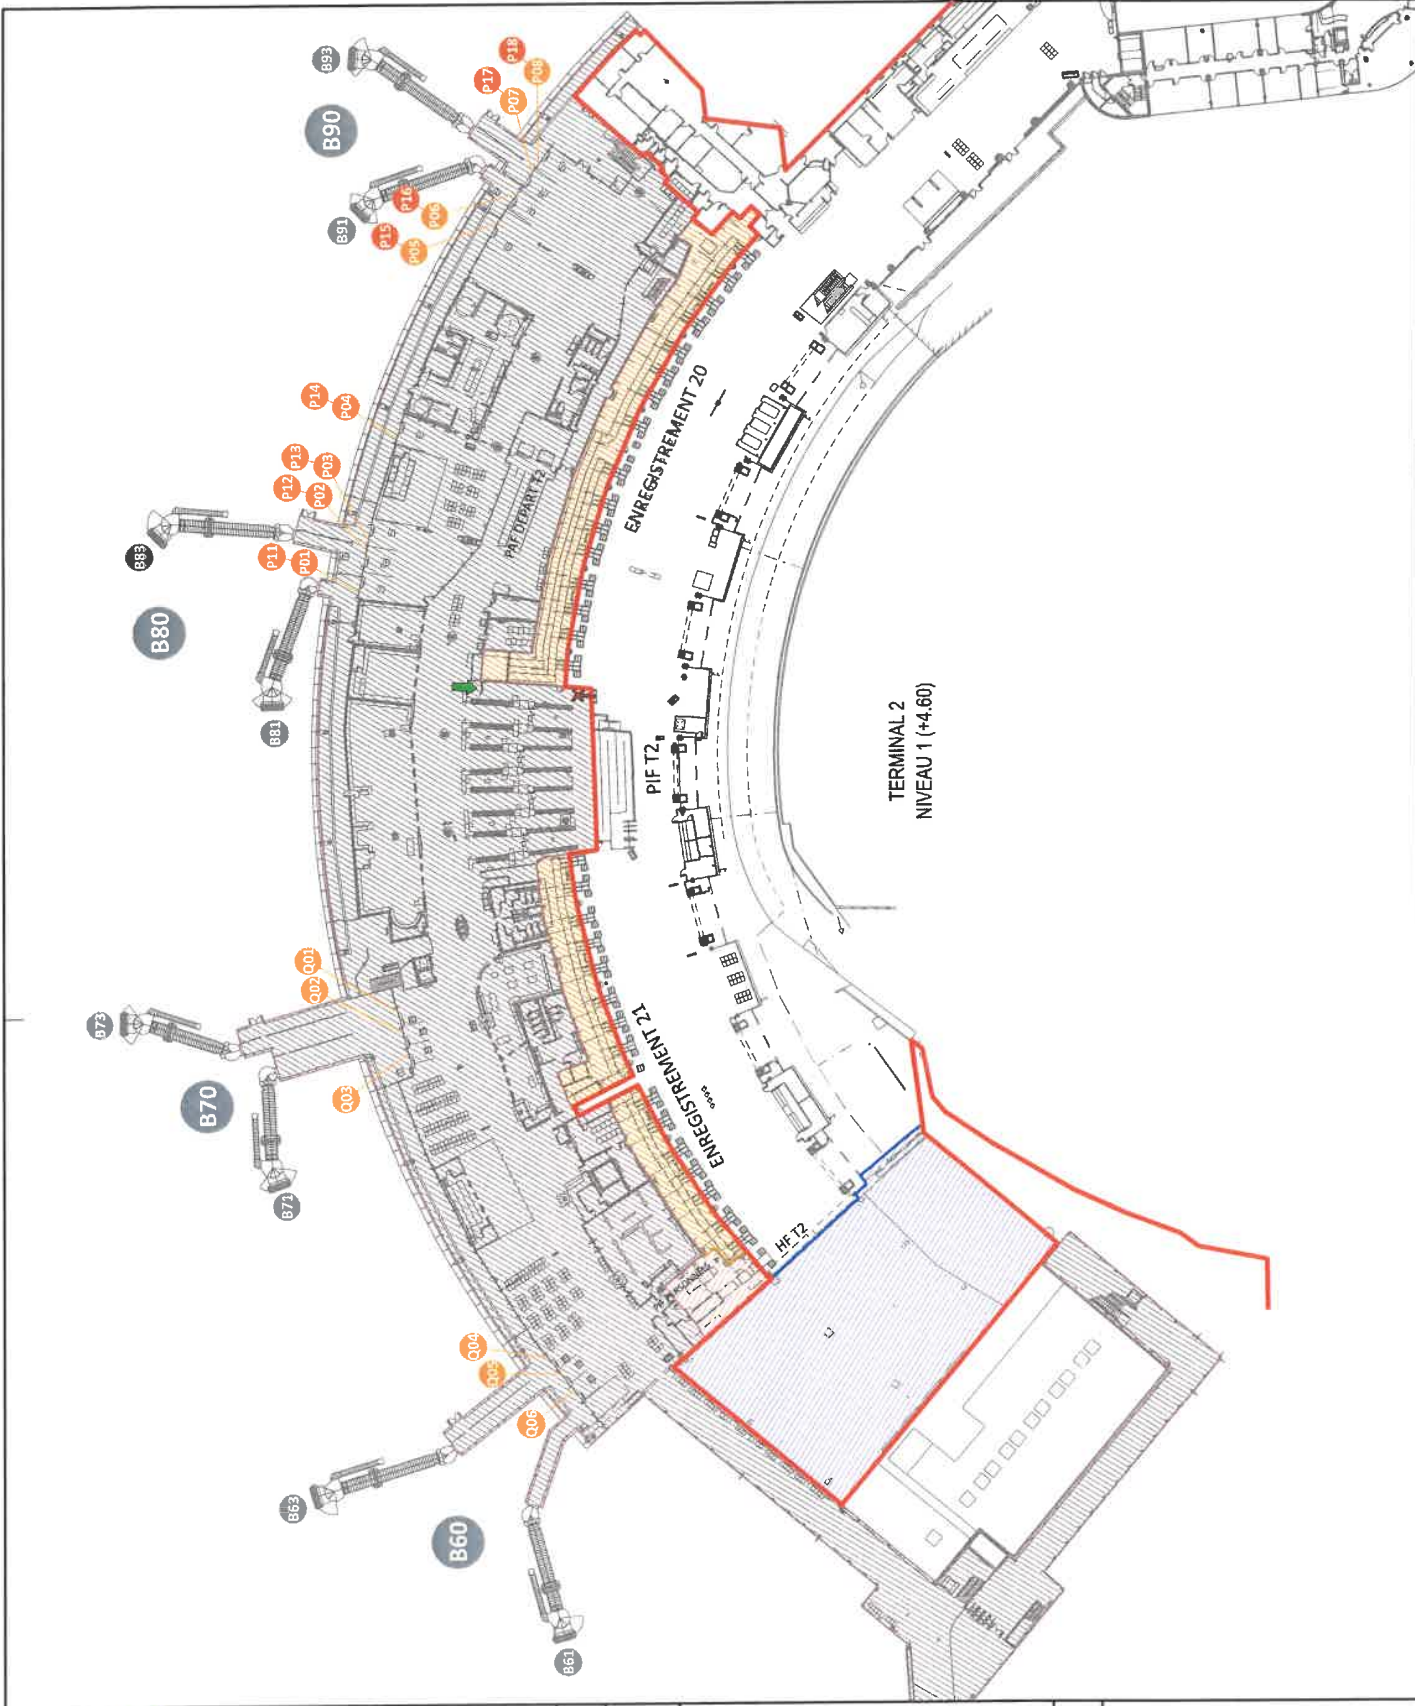 B93
P18
P17
P08
P07
B90
P16
P06
B91
P15
P05
P14
P04
P13
P03
P12
P02
B83
P11
P01
B80
B81
PAF DEPART T2
ENREGISTREMENT 20
PIF T2
TERMINAL 2
NIVEAU 1 (+4.60)
Q01
Q02
B73
Q03
B70
B71
ENREGISTREMENT 21
ENREGISTREMENT
HF T2
Q04
Q05
Q06
B63
B60
B61